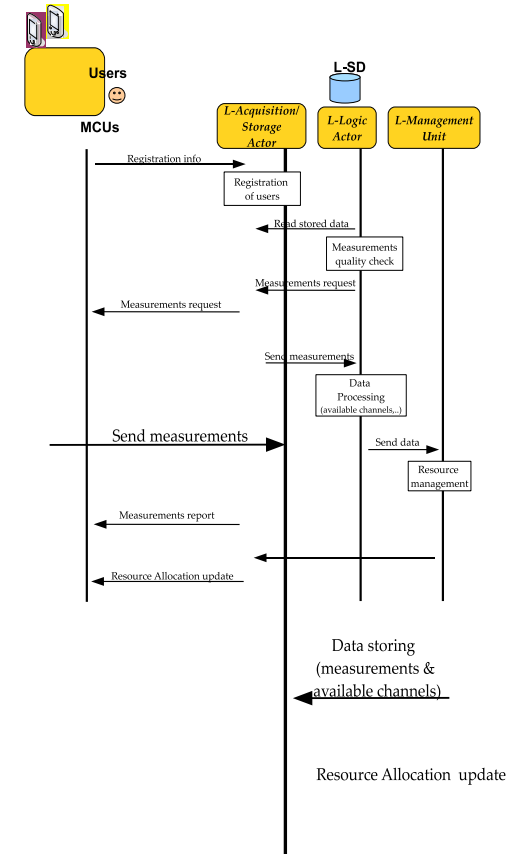 Users
MCUs
L-SD
L-Acquisition/
Storage
Actor
L-Logic
Actor
L-Management
Unit
Registration info
Registration
of users
Read stored data
Measurements
quality check
Measurements request
Measurements request
Send measurements
Data
Processing
(available channels,..)
Send measurements
Send data
Resource
management
Measurements report
Resource Allocation update
Data storing
(measurements &
available channels)
Resource Allocation  update